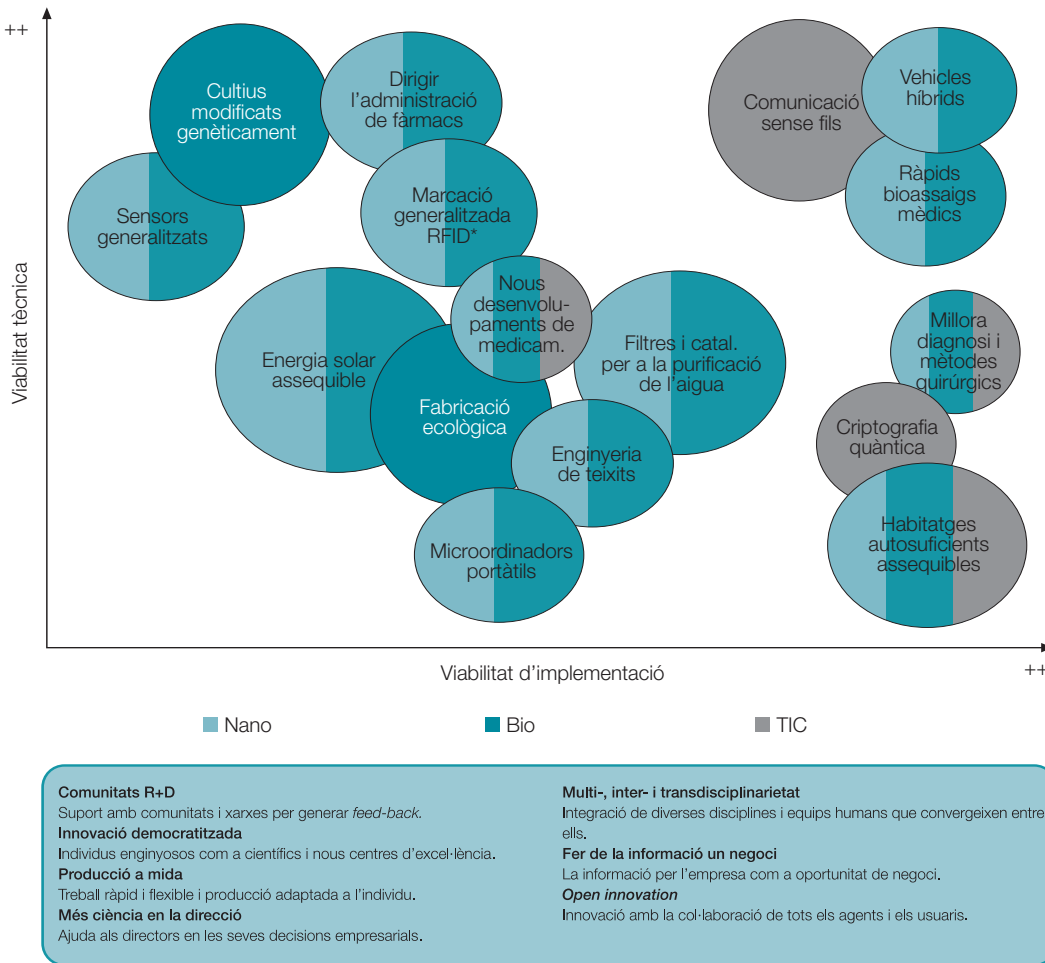 ++
Viabilitat tècnica
Cultius
modificats
genèticament
Dirigir
l'administració
de fàrmacs
Comunicació
sense fils
Vehicles
híbrids
Sensors
generalitzats
Marcació
generalitzada
RFID*
Ràpids
bioassaigs
mèdics
Energia solar
assequible
Nous
desenvolu-
paments de
medicam.
Filtres i catal.
per a la purificació
de l'aigua
Millora
diagnosi i
mètodes
quirúrgics
Fabricació
ecològica
Enginyeria
de teixits
Criptografia
quàntica
Microordinadors
portàtils
Habitatges
autosuficients
assequibles
Viabilitat d'implementació
++
Nano
Bio
TIC
Comunitats R+D
Suport amb comunitats i xarxes per generar feed-back.
Innovació democratitzada
Individus enginyosos com a científics i nous centres d'excel·lència.
Producció a mida
Treball ràpid i flexible i producció adaptada a l'individu.
Més ciència en la direcció
Ajuda als directors en les seves decisions empresarials.
Multi-, inter- i transdisciplinarietat
Integració de diverses disciplines i equips humans que convergeixen entre
ells.
Fer de la informació un negoci
La informació per l'empresa com a oportunitat de negoci.
Open innovation
Innovació amb la col·laboració de tots els agents i els usuaris.